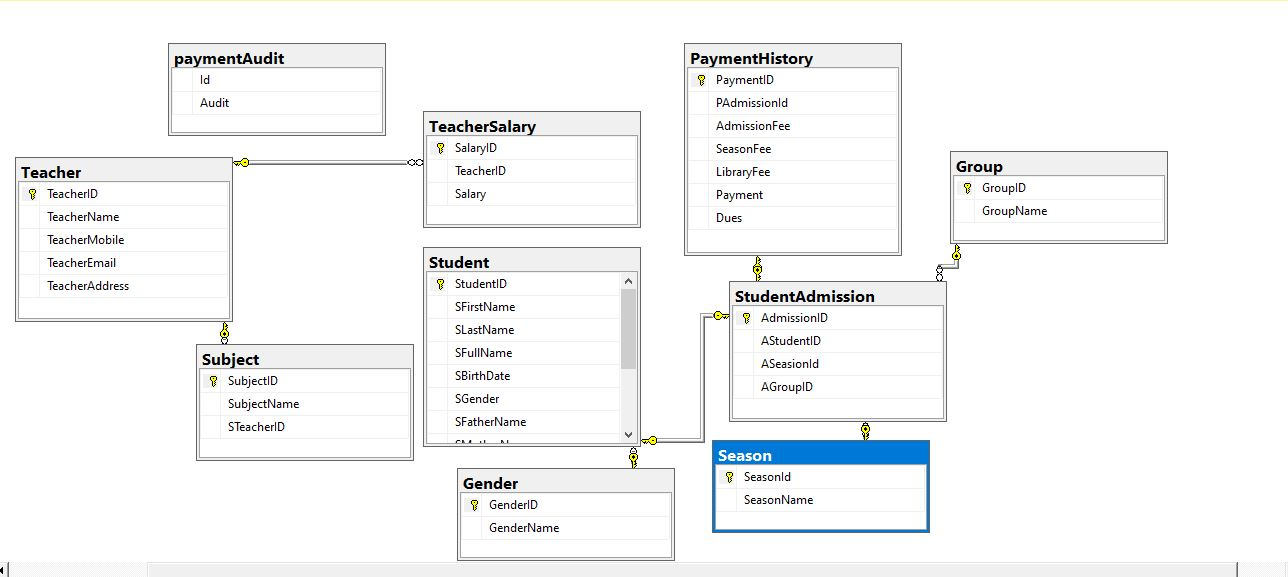 paymentAudit
Id
Audit
PaymentHistory
PaymentID
PAdmissionId
AdmissionFee
SeasonFee
LibraryFee
Payment
Dues
TeacherSalary
SalaryID
TeacherID
Salary
Teacher
TeacherID
TeacherName
TeacherMobile
TeacherEmail
TeacherAddress
Group
GroupID
GroupName
Student
StudentID
SFirstName
SLastName
SFullName
SBirthDate
SGender
SFatherName
StudentAdmission
AdmissionID
AStudentID
ASeasionId
AGroupID
Subject
SubjectID
SubjectName
STeacherID
Season
SeasonId
SeasonName
Gender
GenderID
GenderName